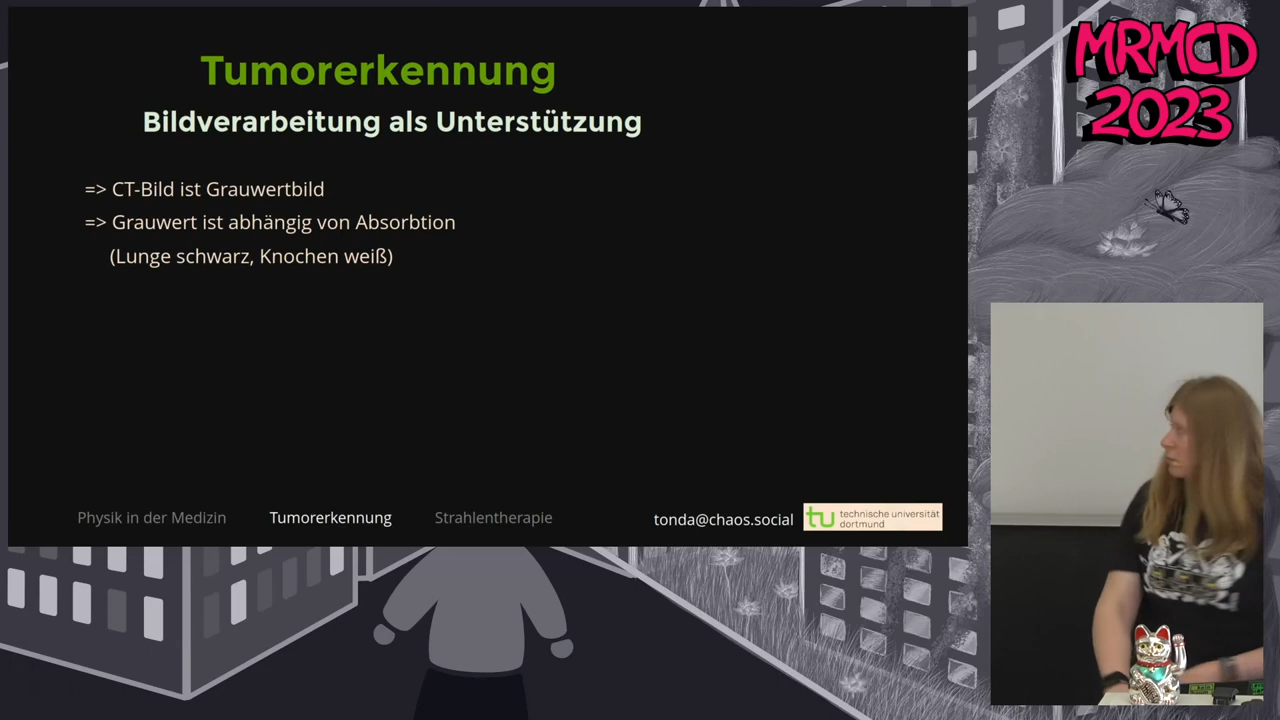 Tumorerkennung
Bildverarbeitung als Unterstützung
=> CT-Bild ist Grauwertbild
=> Grauwert ist abhängig von Absorbtion
(Lunge schwarz, Knochen weiß)
Physik in der Medizin
Tumorerkennung
Strahlentherapie
tonda@chaos.social
tu technische universität
dortmund
MRMCD
2023